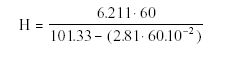 H = 6.211· 60 / 101.33 − (2.81· 60.10⁻²)